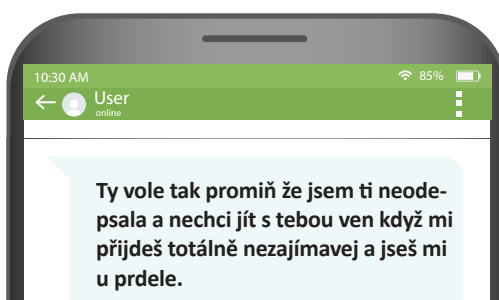 10:30 AM
85%
User
online
Ty vole tak promiň že jsem ti neode-
psala a nechci jít s tebou ven když mi
přijdeš totálně nezajímavej a jseš mi
u prdele.